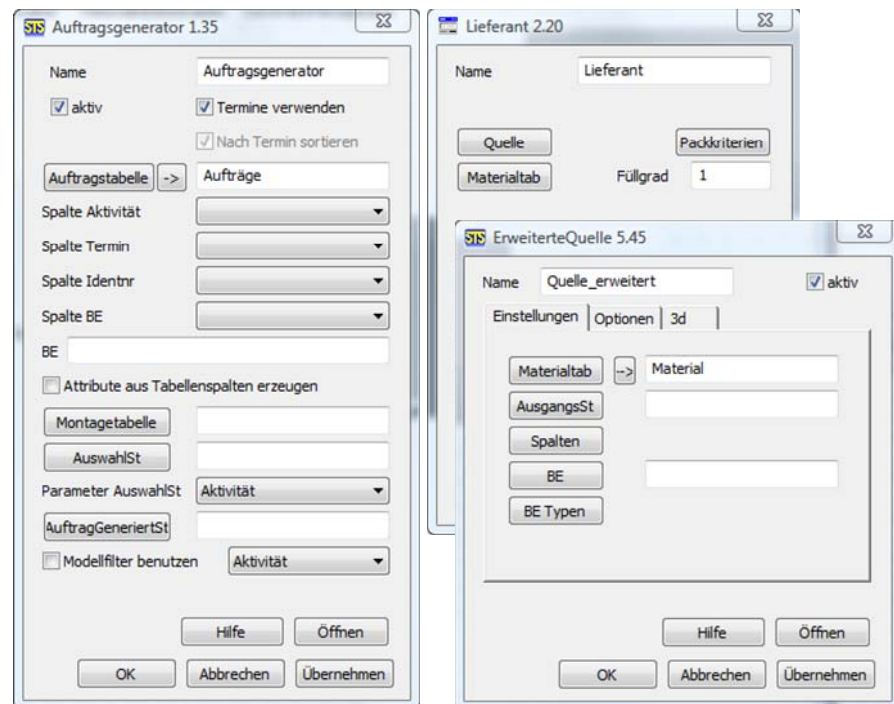 STS Auftragsgenerator 1.35
Name Auftragsgenerator
aktiv Termine verwenden
Nach Termin sortieren
Auftragstabelle -> Aufträge
Spalte Aktivität
Spalte Termin
Spalte Identnr
Spalte BE
BE
Attribute aus Tabellenspalten erzeugen
Montagetabelle
AuswahlSt
Parameter AuswahlSt Aktivität
AuftragGeneriertSt
Modellfilter benutzen Aktivität
Hilfe Öffnen
OK Abbrechen Übernehmen
Lieferant 2.20
Name Lieferant
Quelle Packkriterien
Materialtab Füllgrad 1
STS ErweiterteQuelle 5.45
Name Quelle_erweitert aktiv
Einstellungen Optionen 3d
Materialtab --> Material
AusgangsSt
Spalten
BE
BE Typen
Hilfe Öffnen
OK Abbrechen Übernehmen